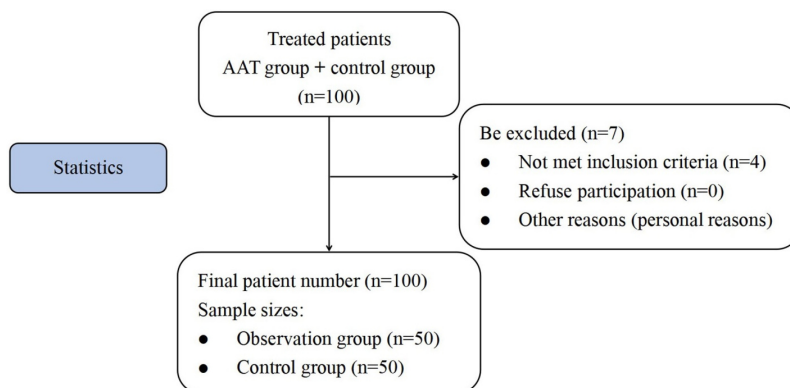 Treated patients
AAT group + control group
(n=100)
Statistics
Be excluded (n=7)
● Not met inclusion criteria (n=4)
● Refuse participation (n=0)
● Other reasons (personal reasons)
Final patient number (n=100)
Sample sizes:
● Observation group (n=50)
● Control group (n=50)